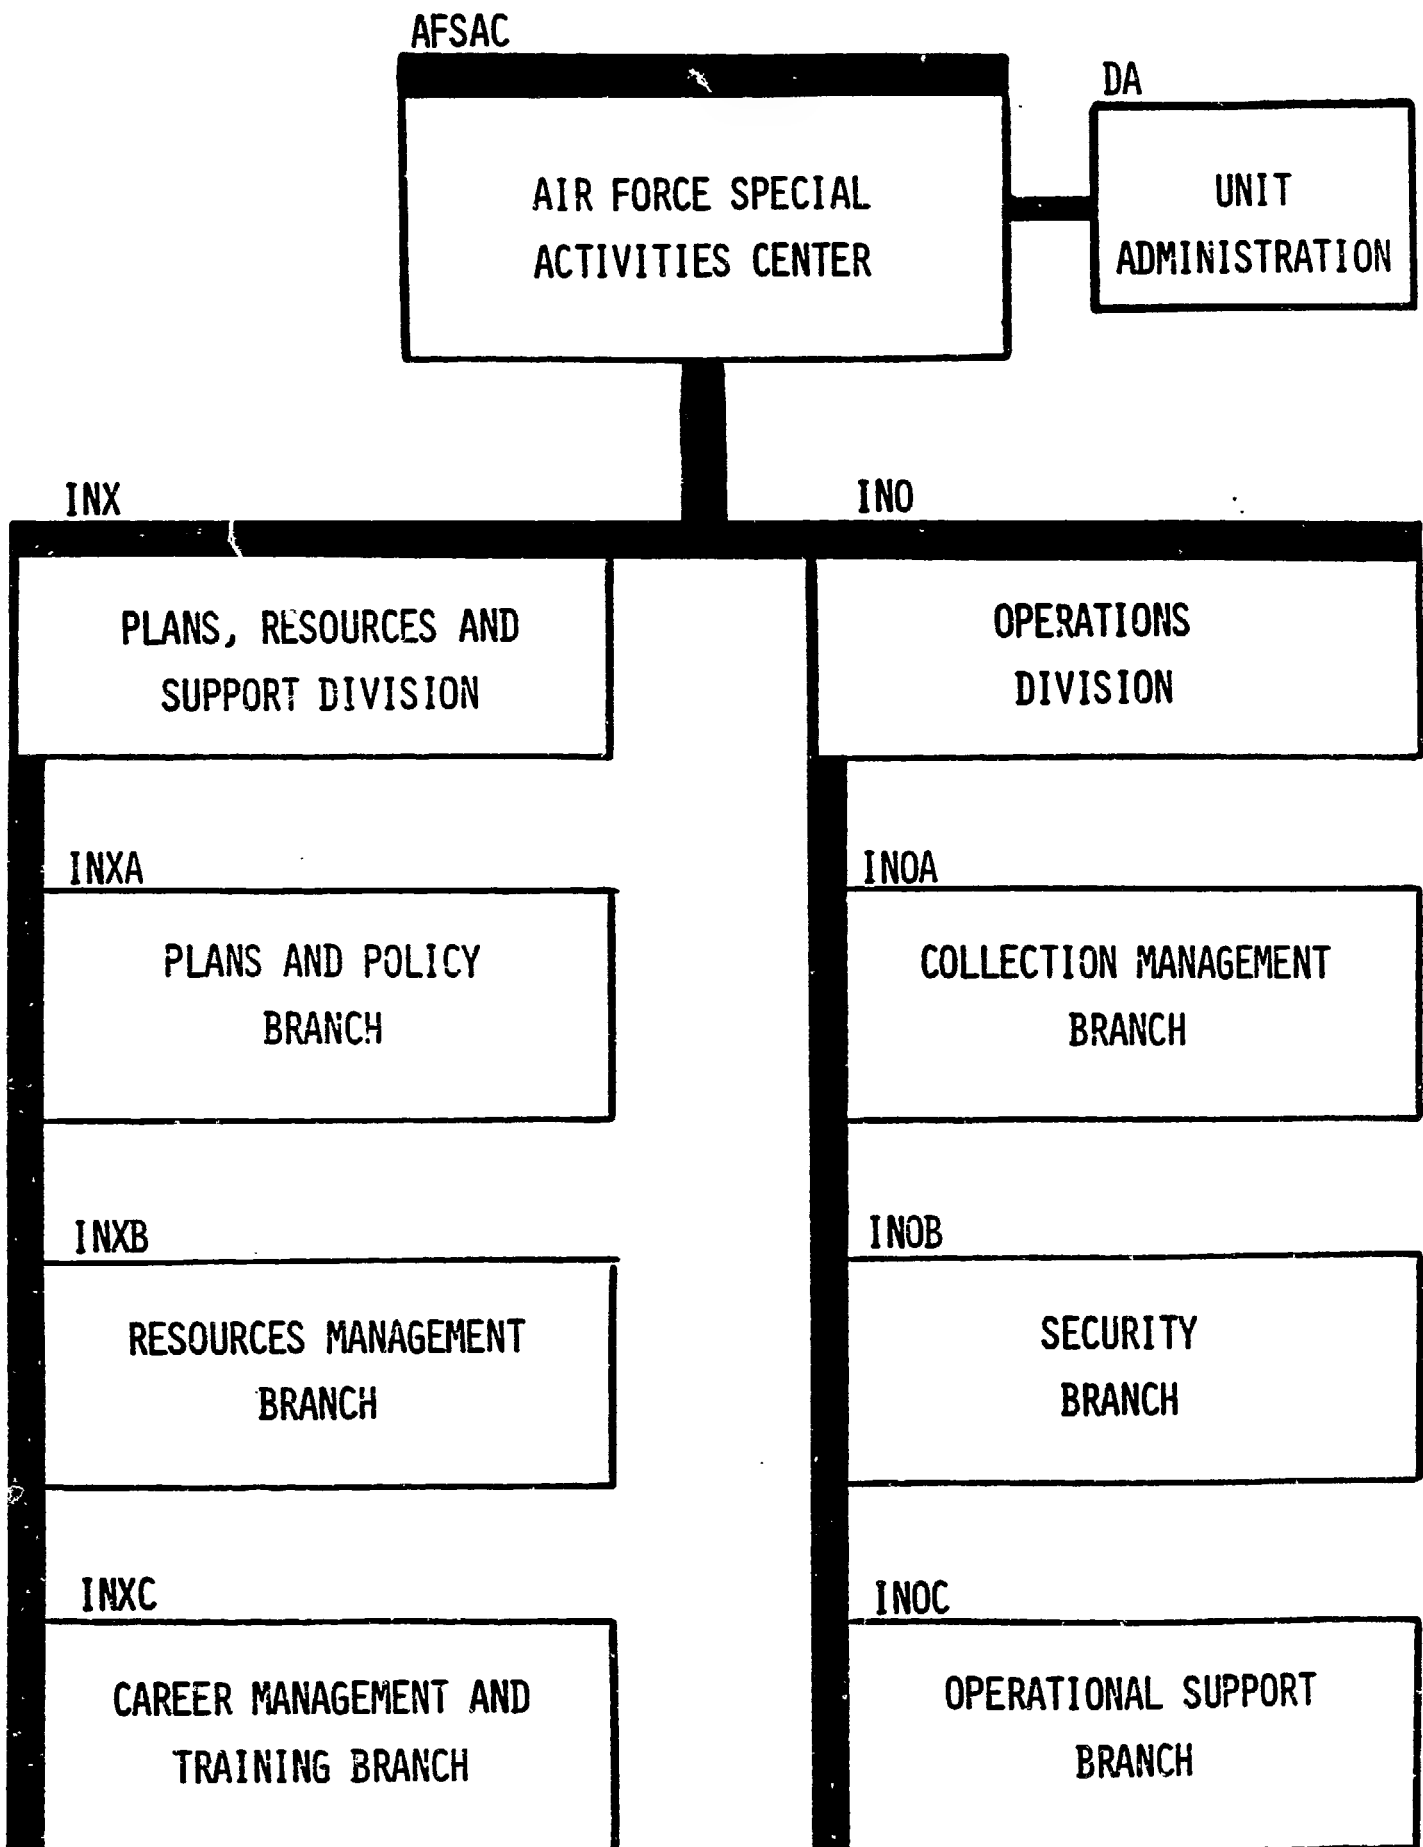 AFSAC
AIR FORCE SPECIAL
ACTIVITIES CENTER
DA
UNIT
ADMINISTRATION
INX
PLANS, RESOURCES AND
SUPPORT DIVISION
INO
OPERATIONS
DIVISION
INXA
PLANS AND POLICY
BRANCH
INOA
COLLECTION MANAGEMENT
BRANCH
INXB
RESOURCES MANAGEMENT
BRANCH
INOB
SECURITY
BRANCH
INXC
CAREER MANAGEMENT AND
TRAINING BRANCH
INOC
OPERATIONAL SUPPORT
BRANCH